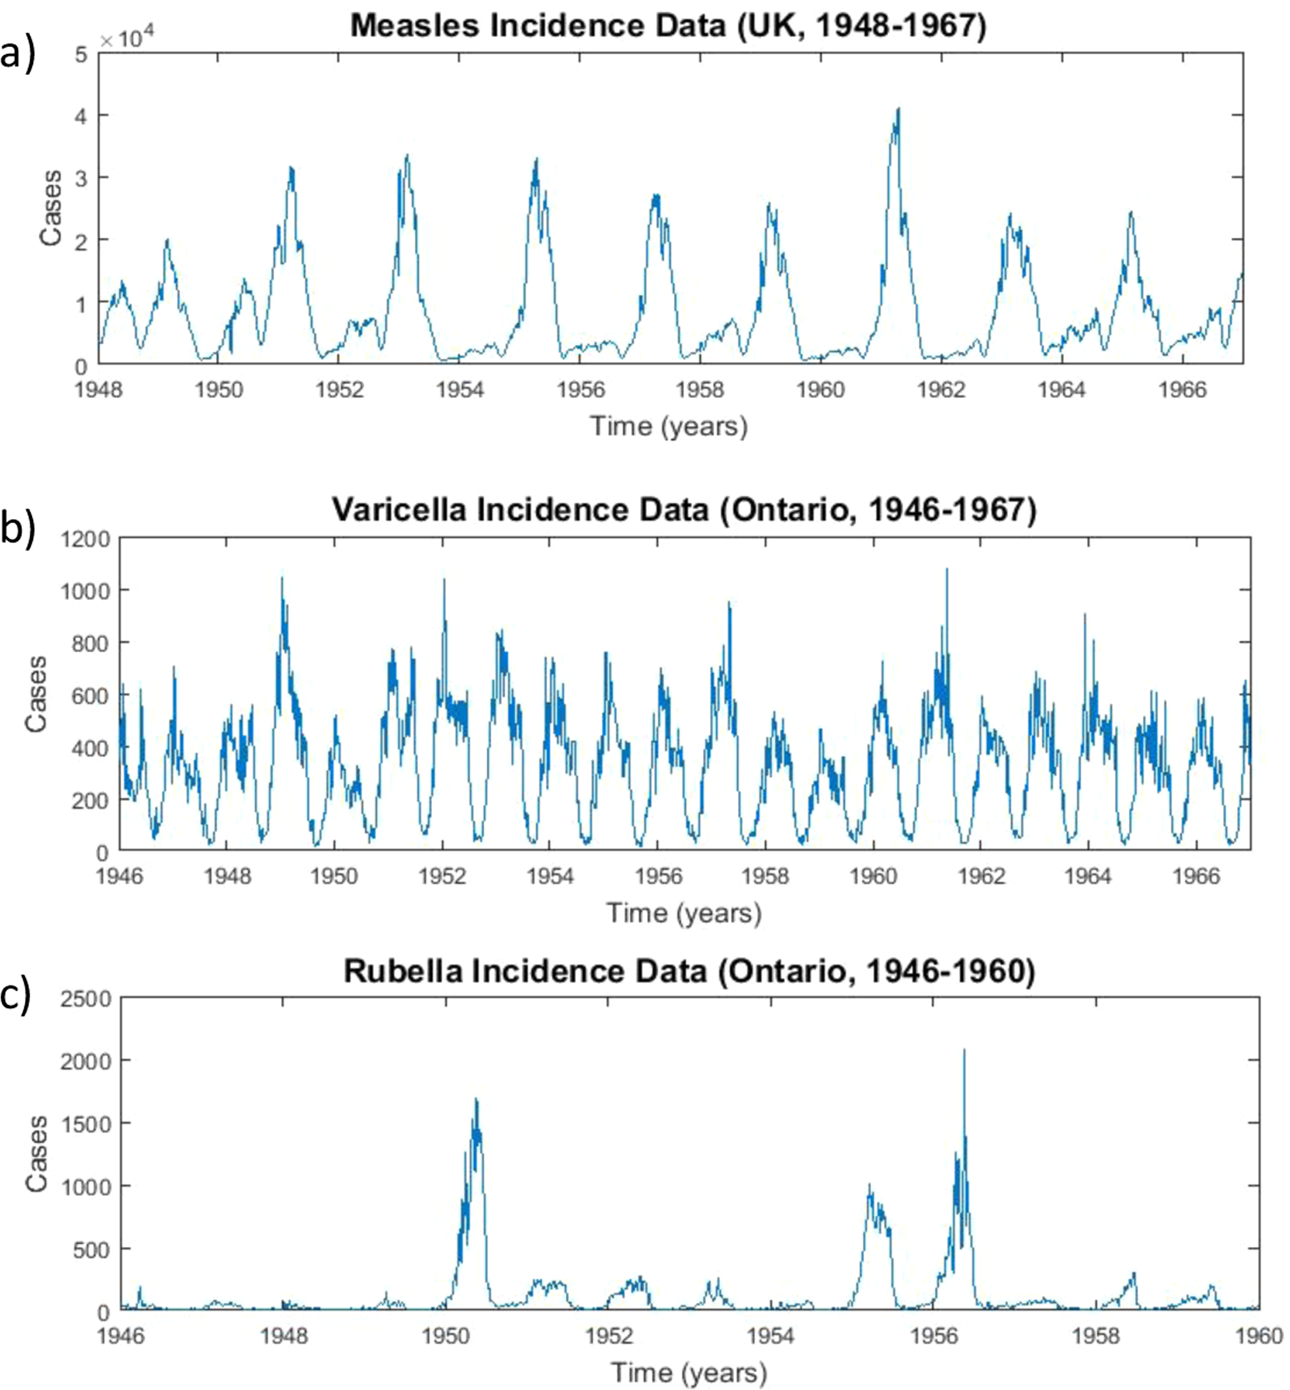 a)
Measles Incidence Data (UK, 1948-1967)
×10^4
5
4
3
2
1
0
Cases
1948 1950 1952 1954 1956 1958 1960 1962 1964 1966
Time (years)
b)
Varicella Incidence Data (Ontario, 1946-1967)
1200
1000
800
600
400
200
0
Cases
1946 1948 1950 1952 1954 1956 1958 1960 1962 1964 1966
Time (years)
c)
Rubella Incidence Data (Ontario, 1946-1960)
2500
2000
1500
1000
500
0
Cases
1946 1948 1950 1952 1954 1956 1958 1960
Time (years)